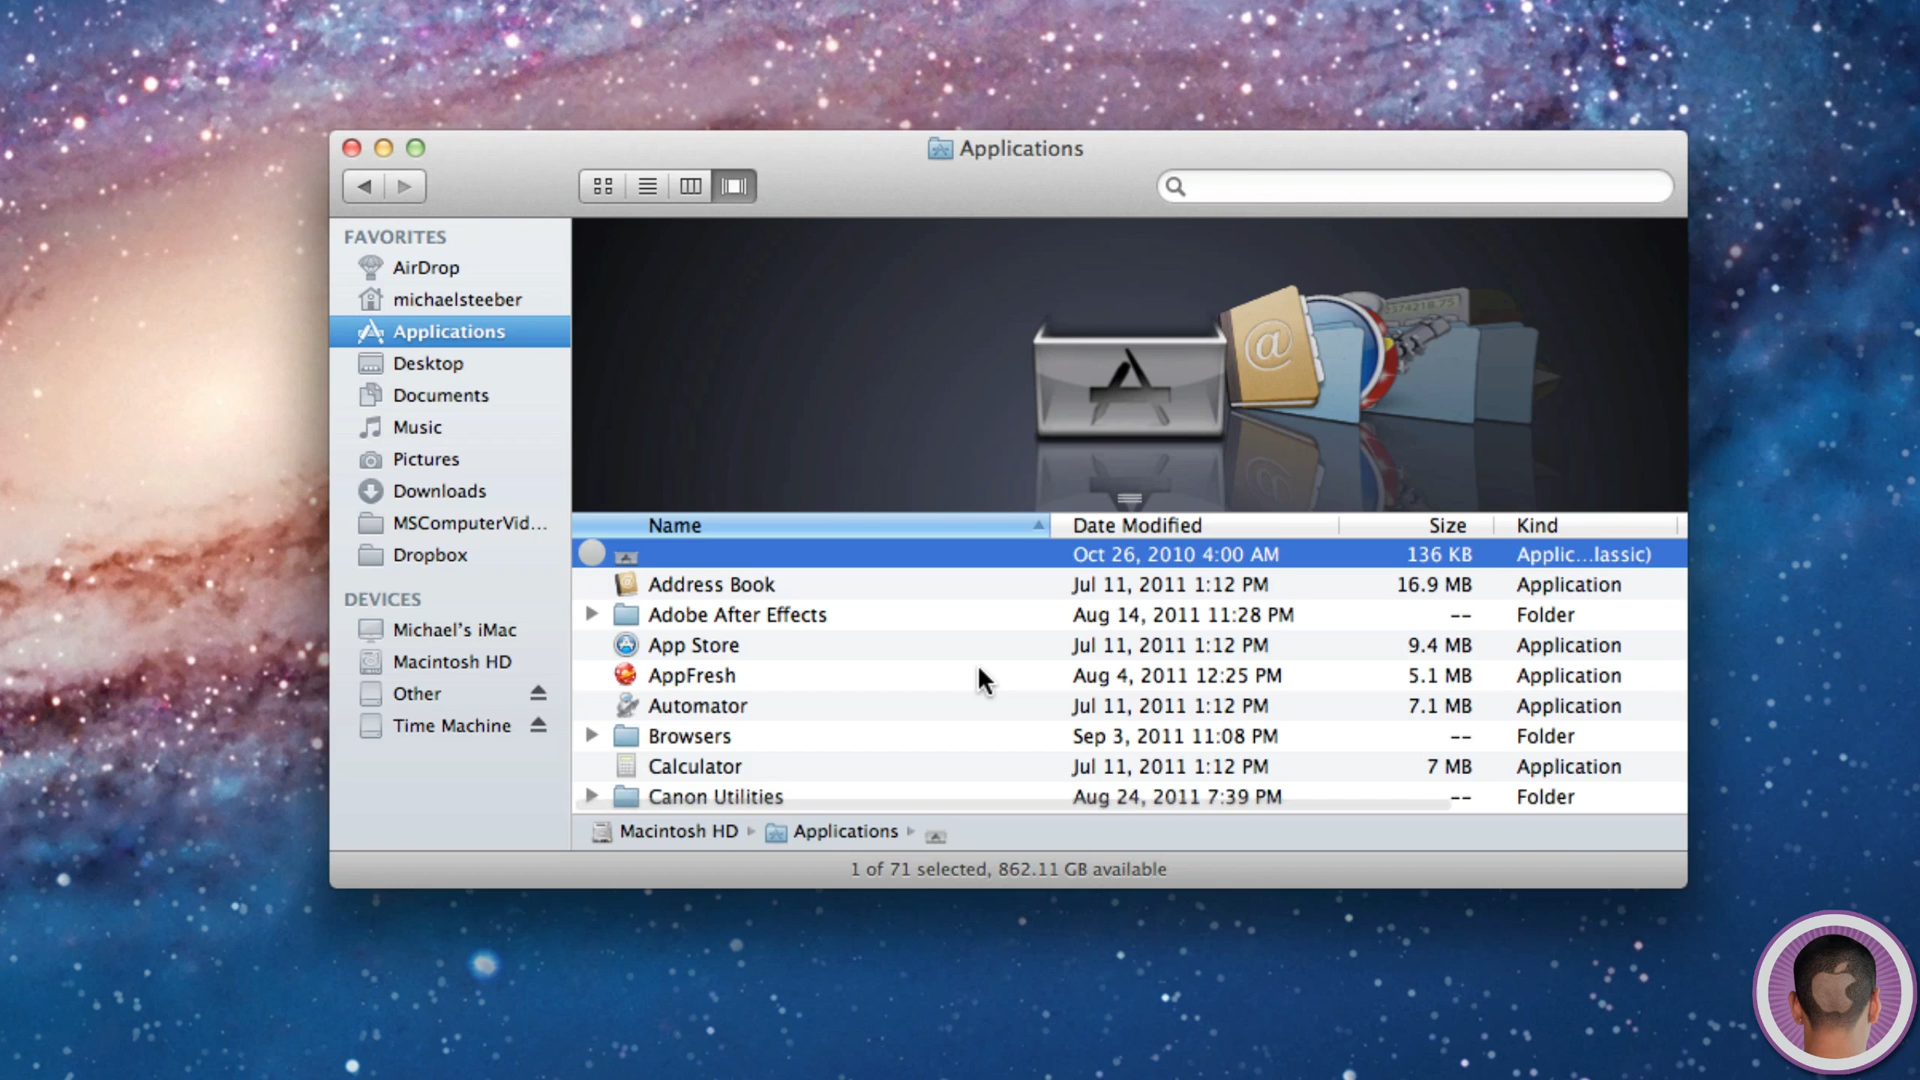 Applications
FAVORITES
AirDrop
michaelsteeber
Applications
Desktop
Documents
Music
Pictures
Downloads
MSComputerVid...
Dropbox
DEVICES
Michael's iMac
Macintosh HD
Other
Time Machine
Name Date Modified Size Kind
Oct 26, 2010 4:00 AM 136 KB Applic...lassic)
Address Book Jul 11, 2011 1:12 PM 16.9 MB Application
Adobe After Effects Aug 14, 2011 11:28 PM -- Folder
App Store Jul 11, 2011 1:12 PM 9.4 MB Application
AppFresh Aug 4, 2011 12:25 PM 5.1 MB Application
Automator Jul 11, 2011 1:12 PM 7.1 MB Application
Browsers Sep 3, 2011 11:08 PM -- Folder
Calculator Jul 11, 2011 1:12 PM 7 MB Application
Canon Utilities Aug 24, 2011 7:39 PM -- Folder
Macintosh HD Applications
1 of 71 selected, 862.11 GB available